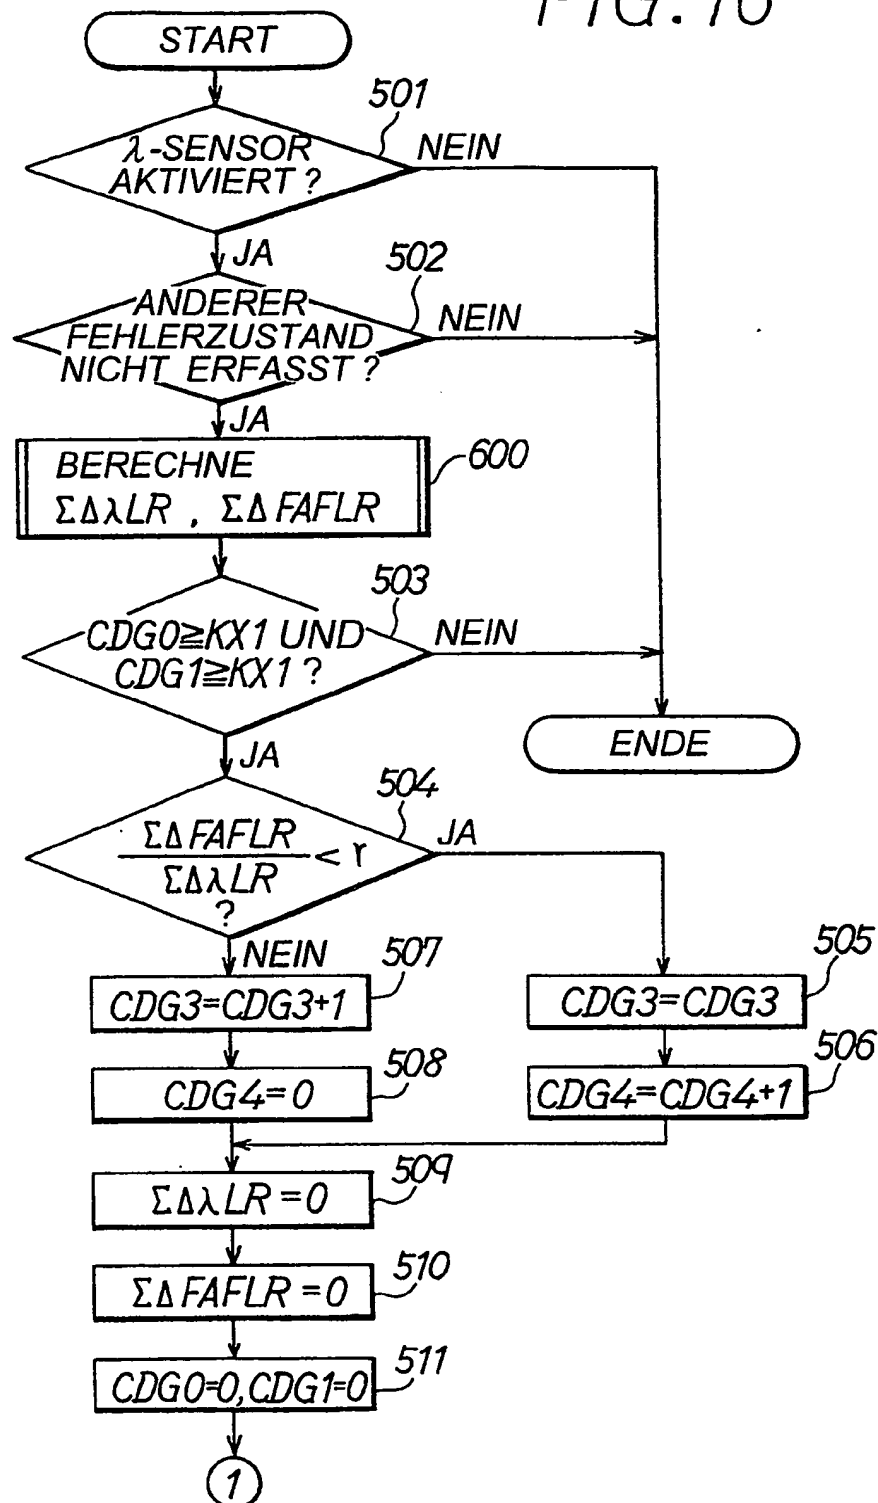 FIG. 16
START
501
λ-SENSOR
AKTIVIERT ?
NEIN
JA
502
ANDERER
FEHLERZUSTAND
NICHT ERFASST ?
NEIN
JA
600
BERECHNE
ΣΔλLR , ΣΔFAFLR
503
CDG0≧KX1 UND
CDG1≧KX1 ?
NEIN
ENDE
JA
504
ΣΔFAFLR
ΣΔλLR
< r
?
JA
NEIN
507
CDG3=CDG3+1
505
CDG3=CDG3
508
CDG4=0
506
CDG4=CDG4+1
509
ΣΔλLR=0
510
ΣΔFAFLR=0
511
CDG0=0,CDG1=0
1